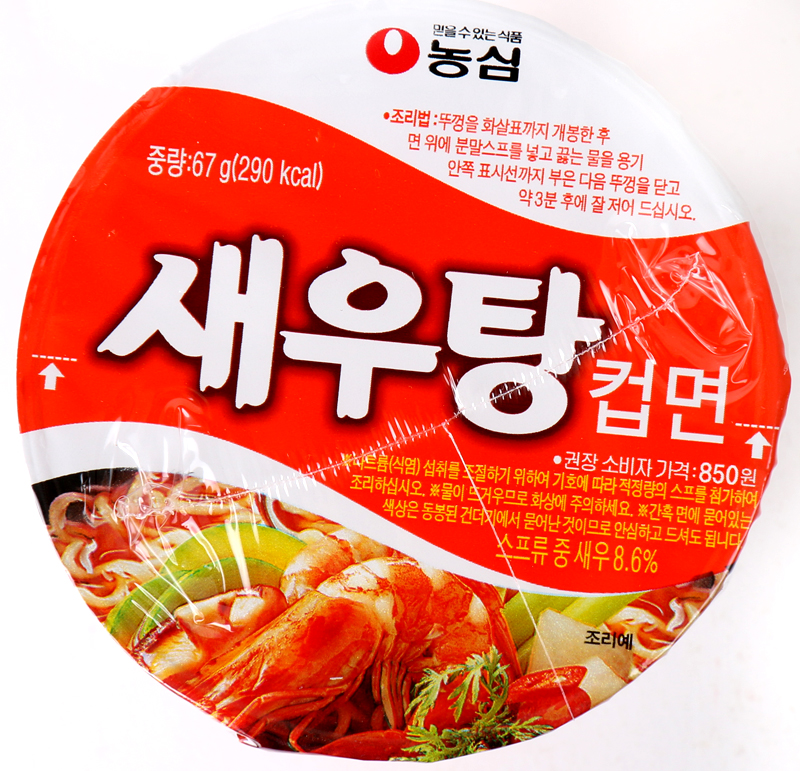 믿을 수 있는 식품
농심
•조리법 : 뚜껑을 화살표까지 개봉한 후
면 위에 분말스프를 넣고 끓는 물을 용기
안쪽 표시선까지 부은 다음 뚜껑을 닫고
약 3분 후에 잘 저어 드십시오.
중량:67 g(290 kcal)
새우탕
컵면
•권장 소비자 가격 : 850원
*나트륨(식염) 섭취를 조절하기 위하여 기호에 따라 적정량의 스프를 첨가하여
조리하십시오. ※물이 뜨거우므로 화상에 주의하세요. ※간혹 면에 묻어있는
색상은 동봉된 건더기에서 묻어난 것이므로 안심하고 드셔도 됩니다.
스프류 중 새우 8.6%
조리예